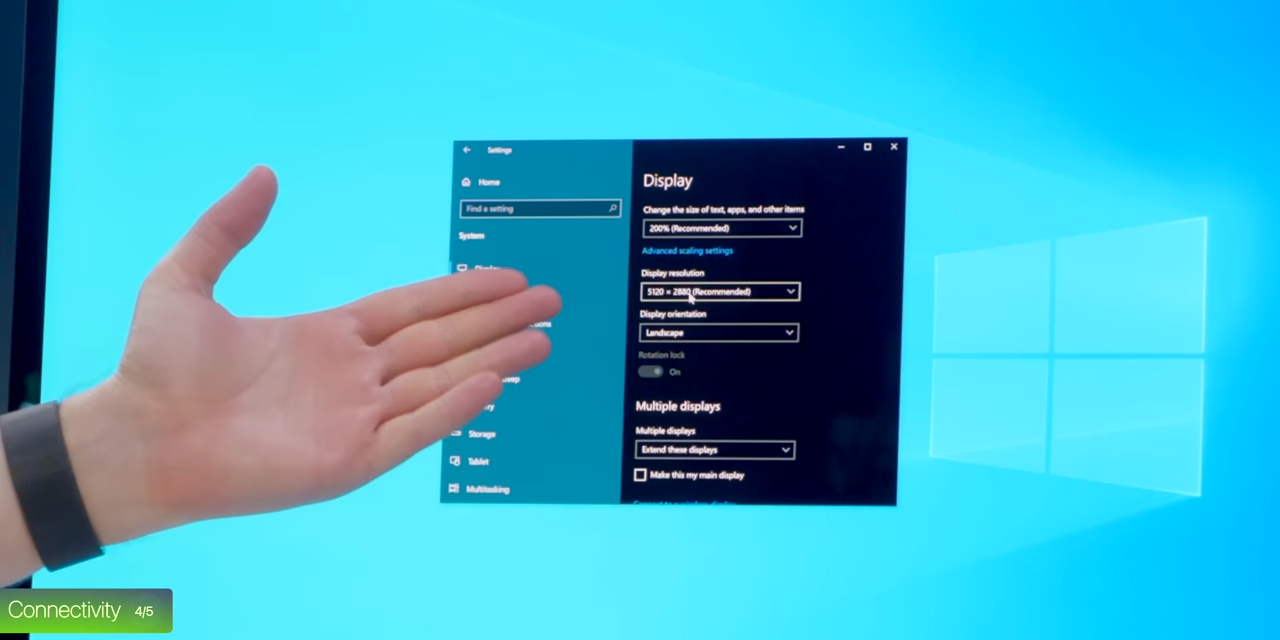 Settings
Home
Find a setting
System
Display
Storage
Tablet
Multitasking
Display
Change the size of text, apps, and other items
200% (Recommended)
Advanced scaling settings
Display resolution
5120 × 2880 (Recommended)
Display orientation
Landscape
Rotation lock
On
Multiple displays
Multiple displays
Extend these displays
Make this my main display
Connectivity 4/5